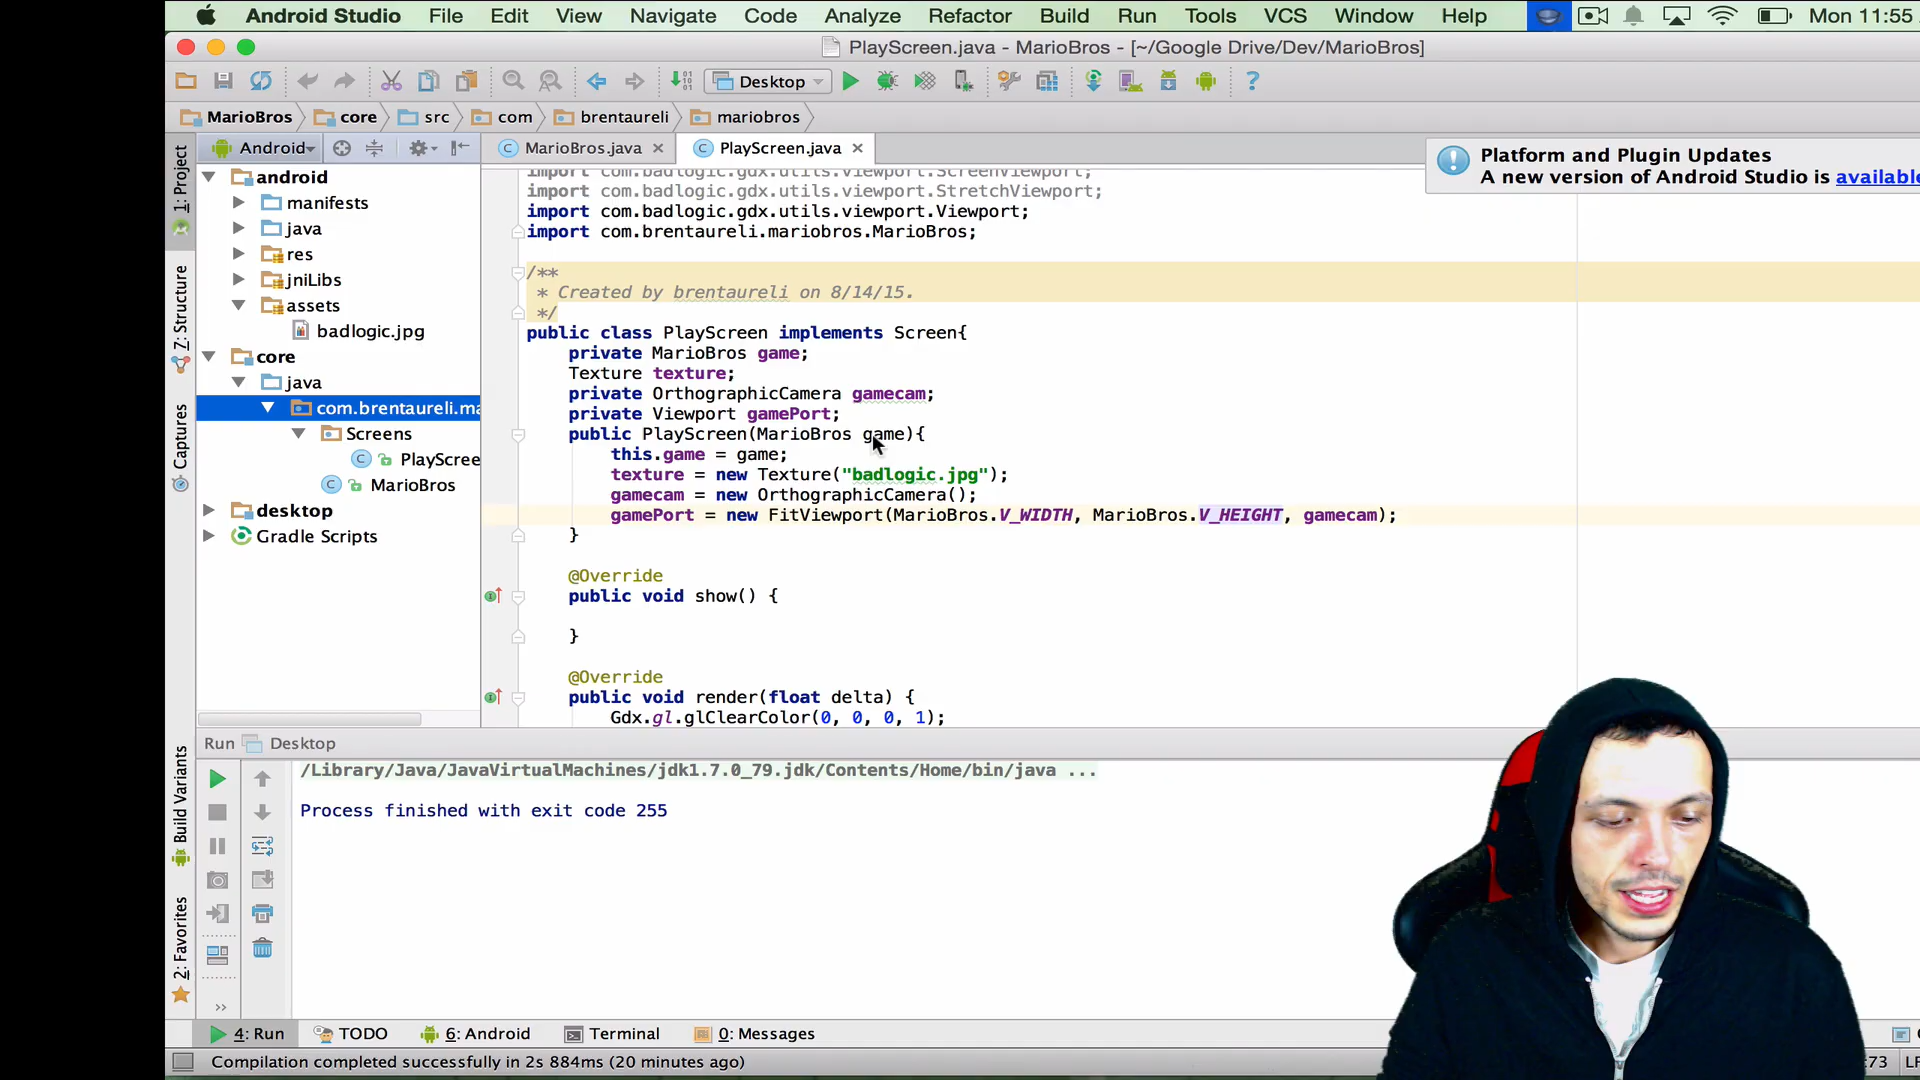 Android Studio File Edit View Navigate Code Analyze Refactor Build Run Tools VCS Window Help Mon 11:55
PlayScreen.java - MarioBros - [~/Google Drive/Dev/MarioBros]
Desktop
MarioBros core src com brentaureli mariobros
Android
MarioBros.java PlayScreen.java
Platform and Plugin Updates
A new version of Android Studio is available
1: Project
Z: Structure
Captures
Build Variants
2: Favorites
android
manifests
java
res
jniLibs
assets
badlogic.jpg
core
java
com.brentaureli.ma
Screens
PlayScree
MarioBros
desktop
Gradle Scripts
import com.badlogic.gdx.utils.viewport.ScreenViewport;
import com.badlogic.gdx.utils.viewport.StretchViewport;
import com.badlogic.gdx.utils.viewport.Viewport;
import com.brentaureli.mariobros.MarioBros;
/**
* Created by brentaureli on 8/14/15.
*/
public class PlayScreen implements Screen{
private MarioBros game;
Texture texture;
private OrthographicCamera gamecam;
private Viewport gamePort;
public PlayScreen(MarioBros game){
this.game = game;
texture = new Texture("badlogic.jpg");
gamecam = new OrthographicCamera();
gamePort = new FitViewport(MarioBros.V_WIDTH, MarioBros.V_HEIGHT, gamecam);
}
@Override
public void show() {
}
@Override
public void render(float delta) {
Gdx.gl.glClearColor(0, 0, 0, 1);
Run Desktop
/Library/Java/JavaVirtualMachines/jdk1.7.0_79.jdk/Contents/Home/bin/java ...
Process finished with exit code 255
4: Run TODO 6: Android Terminal 0: Messages
Compilation completed successfully in 2s 884ms (20 minutes ago)
:73